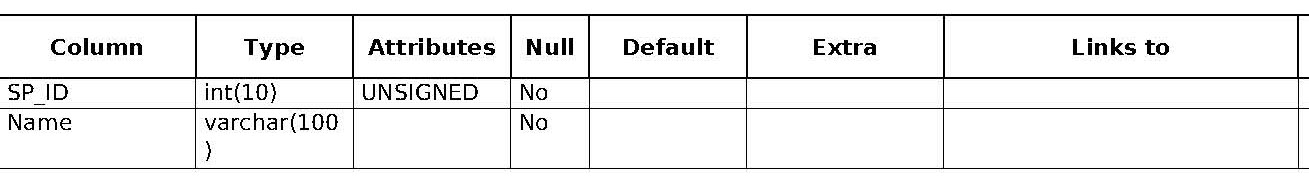 Column Type Attributes Null Default Extra Links to
SP_ID int(10) UNSIGNED No
Name varchar(100 No
)